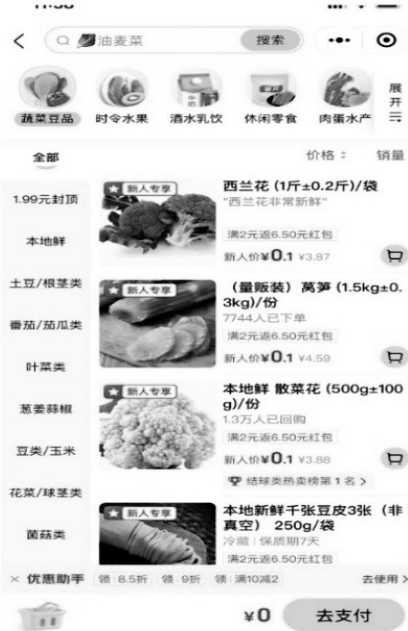 油麦菜
搜索
蔬菜豆品
时令水果
酒水乳饮
休闲零食
肉蛋水产
展开
全部
价格
销量
1.99元封顶
本地鲜
土豆/根茎类
番茄/茄瓜类
叶菜类
葱姜蒜椒
豆类/玉米
花菜/球茎类
菌菇类
新人专享
西兰花 (1斤±0.2斤)/袋
"西兰花非常新鲜"
满2元返6.50元红包
新人价¥0.1 ¥3.87
新人专享
(量贩装) 莴笋 (1.5kg±0.
3kg)/份
7744人已下单
满2元返6.50元红包
新人价¥0.1 ¥4.59
新人专享
本地鲜 散菜花 (500g±100
g)/份
1.3万人已回购
满2元返6.50元红包
新人价¥0.1 ¥3.88
结球类热卖榜第1名 >
新人专享
本地新鲜千张豆皮3张 (非
真空) 250g/袋
冷藏 | 保质期7天
满2元返6.50元红包
× 优惠助手
领 8.5折
领 9折
领 满10减2
去使用 >
¥0
去支付